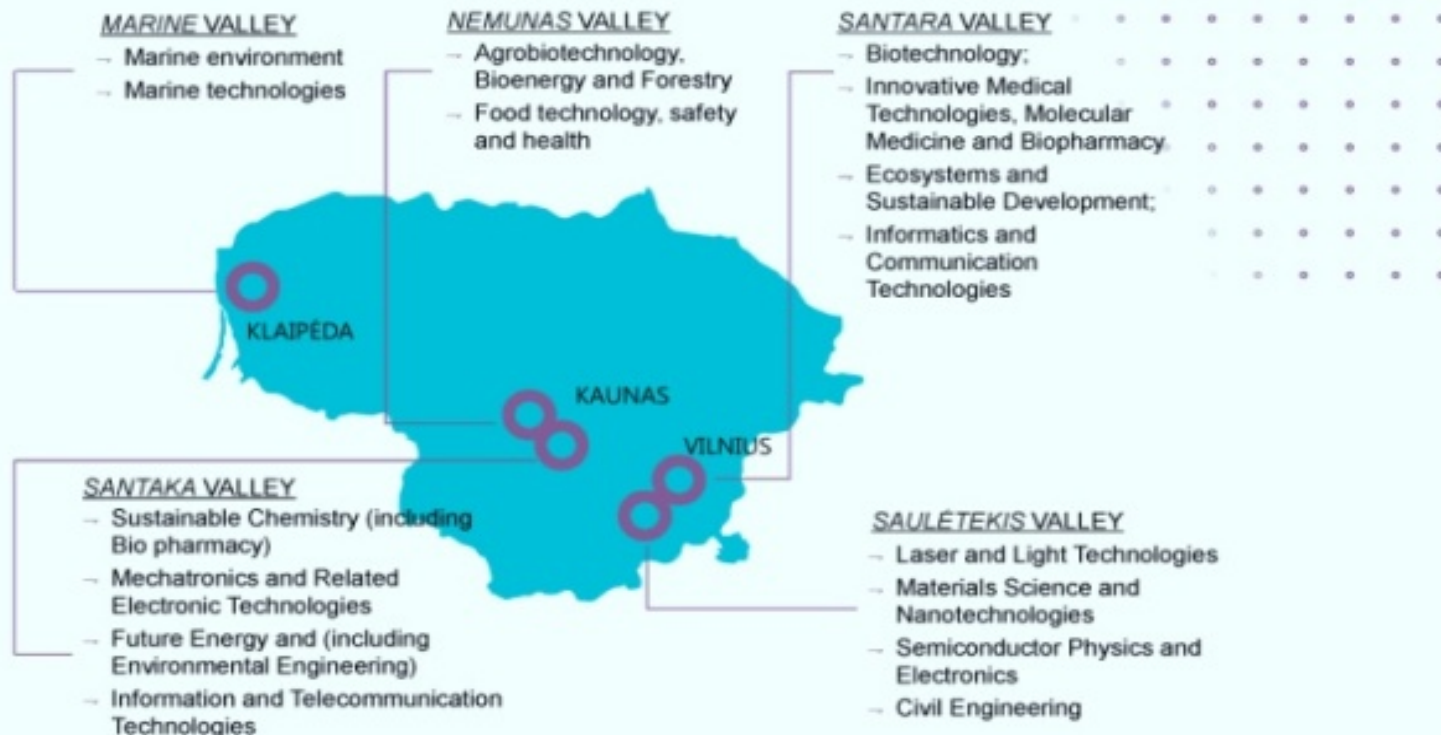 MARINE VALLEY
→ Marine environment
→ Marine technologies
NEMUNAS VALLEY
→ Agrobiotechnology,
Bioenergy and Forestry
→ Food technology, safety
and health
SANTARA VALLEY
→ Biotechnology;
→ Innovative Medical
Technologies, Molecular
Medicine and Biopharmacy
→ Ecosystems and
Sustainable Development;
→ Informatics and
Communication
Technologies
KLAIPĖDA
KAUNAS
VILNIUS
SANTAKA VALLEY
→ Sustainable Chemistry (including
Bio pharmacy)
→ Mechatronics and Related
Electronic Technologies
→ Future Energy and (including
Environmental Engineering)
→ Information and Telecommunication
Technologies
SAULĖTEKIS VALLEY
→ Laser and Light Technologies
→ Materials Science and
Nanotechnologies
→ Semiconductor Physics and
Electronics
→ Civil Engineering